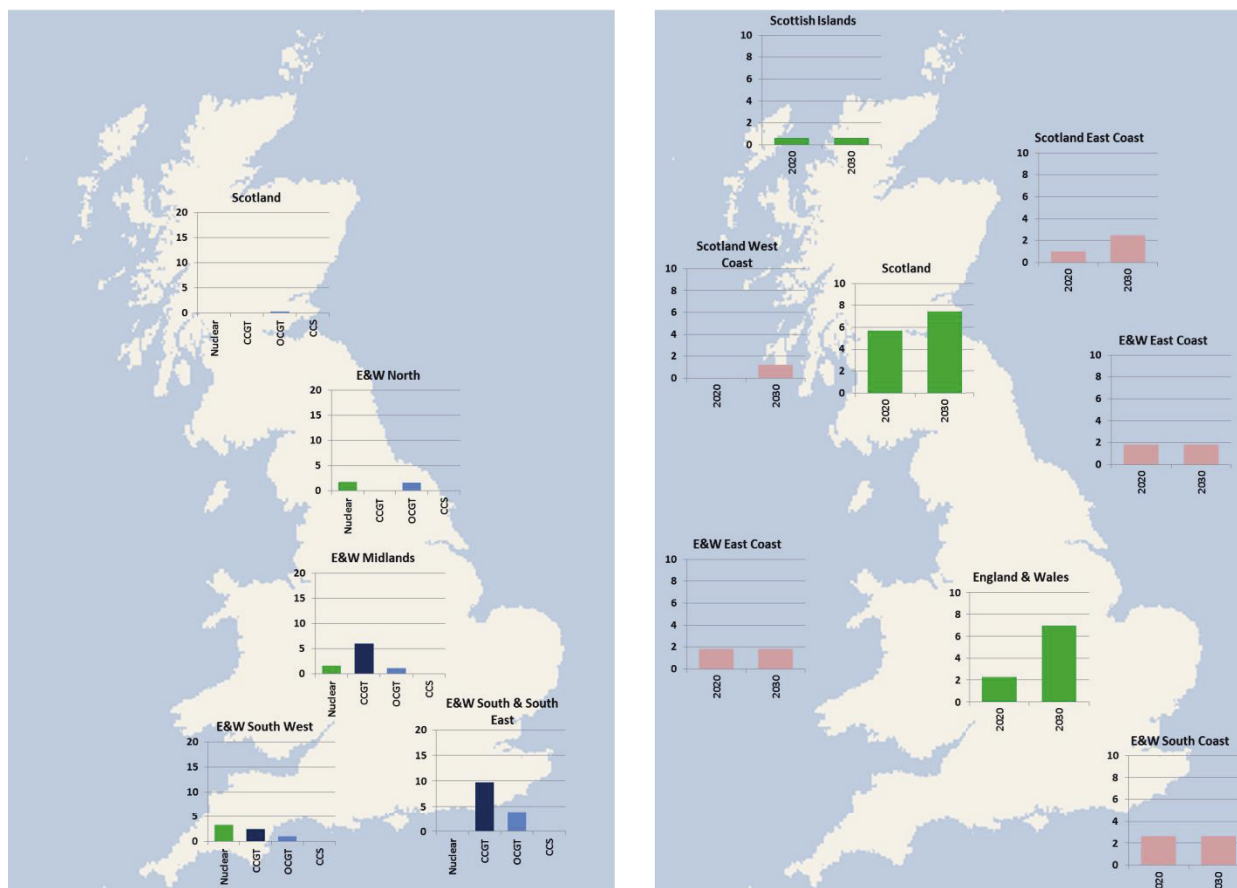 Scotland
20
15
10
5
0
Nuclear
CCGT
OCGT
CCS
E&W North
20
15
10
5
0
Nuclear
CCGT
OCGT
CCS
E&W Midlands
20
15
10
5
0
Nuclear
CCGT
OCGT
CCS
E&W South West
20
15
10
5
0
Nuclear
CCGT
OCGT
CCS
E&W South & South
East
20
15
10
5
0
Nuclear
CCGT
OCGT
CCS
Scottish Islands
10
8
6
4
2
0
2020
2030
Scotland East Coast
10
8
6
4
2
0
2020
2030
Scotland West
Coast
10
8
6
4
2
0
2020
2030
Scotland
10
8
6
4
2
0
2020
2030
E&W East Coast
10
8
6
4
2
0
2020
2030
E&W East Coast
10
8
6
4
2
0
2020
2030
England & Wales
10
8
6
4
2
0
2020
2030
E&W South Coast
10
8
6
4
2
0
2020
2030